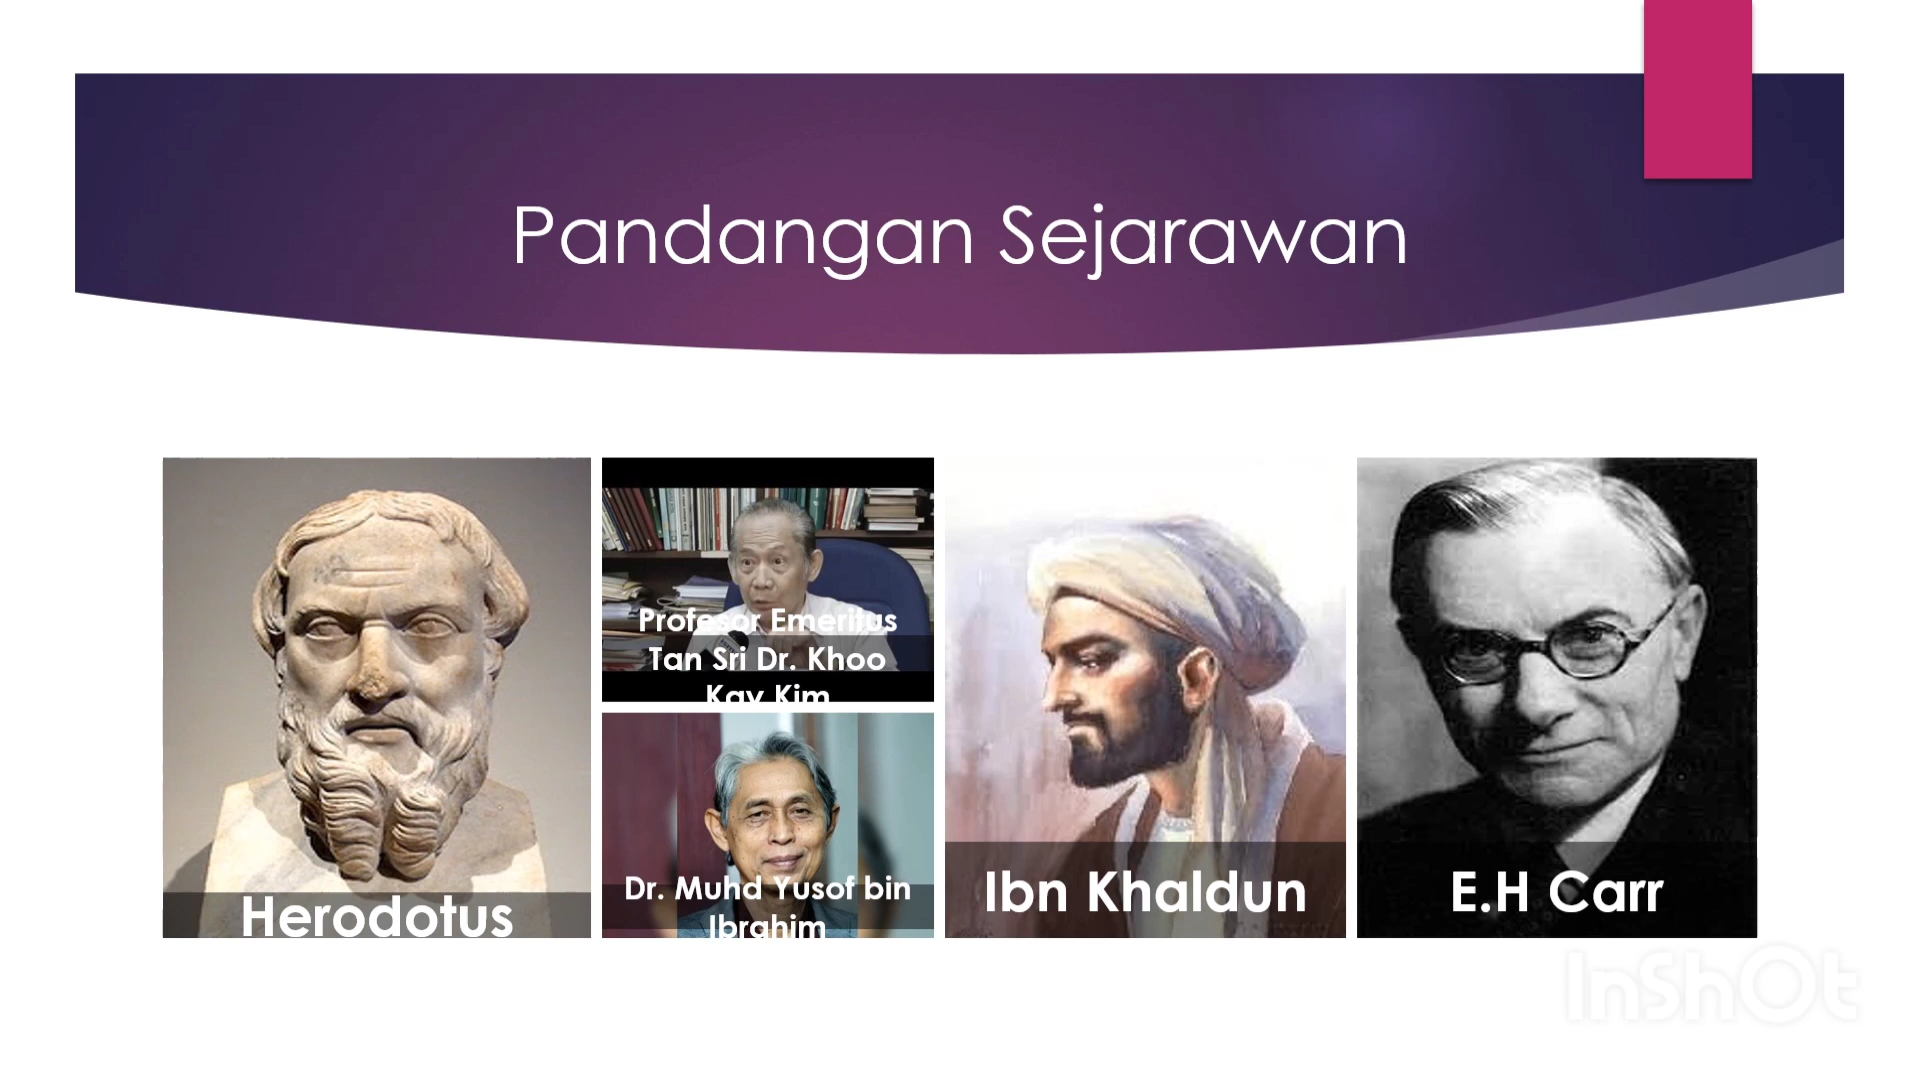 Pandangan Sejarawan
Herodotus
Profesor Emeritus
Tan Sri Dr. Khoo
Kay Kim
Dr. Muhd Yusof bin
Ibrahim
Ibn Khaldun
E.H Carr
InShOt